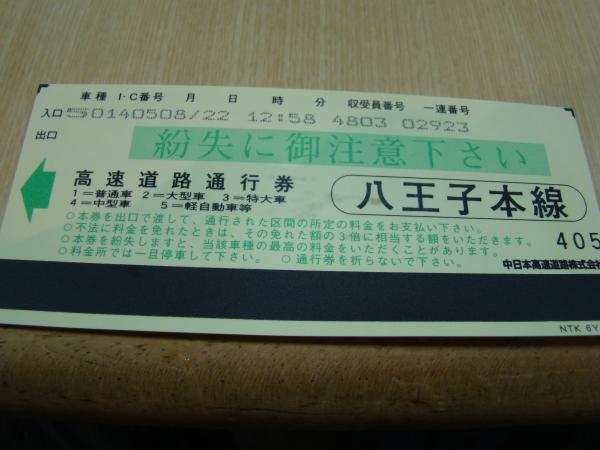 車種 I・C番号 月 日 時 分 収受員番号 一連番号
入口 50140508/22 12:58 4803 02923
出口
紛失に御注意下さい
高速道路通行券
1=普通車 2=大型車 3=特大車
4=中型車 5=軽自動車等
八王子本線
○本券を出口で渡して、通行された区間の所定の料金をお支払い下さい。
○不法に料金を免れたときは、その免れた額の3倍に相当する額をいただきます。
○本券を紛失しますと、当該車種の最高の料金をいただくことがあります。
○料金所では一旦停車して下さい。 ○通行券を折らないで下さい。
405
中日本高速道路株式会
NTK 6Y